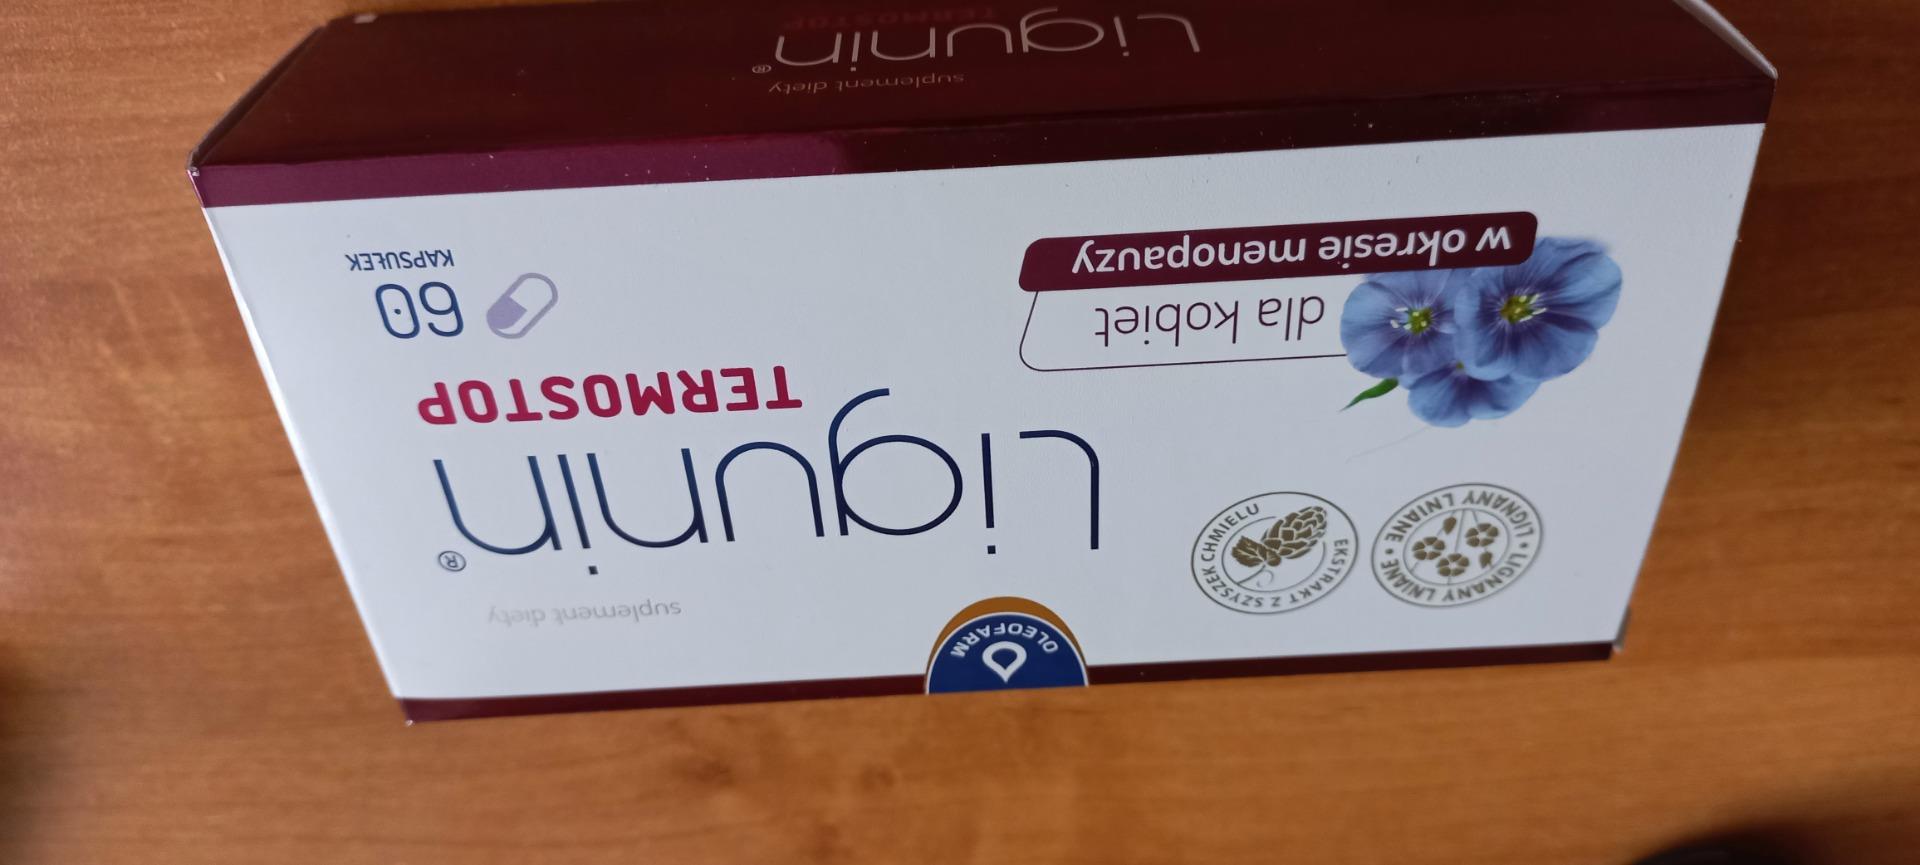 OLEOFARM
suplement diety
Lignin®
TERMOSTOP
60
KAPSUŁEK
LIGNANY LNIANE • LIGNANY LNIANE •
EKSTRAKT Z SZYSZEK CHMIELU
dla kobiet
w okresie menopauzy
suplement diety
Lignin®
TERMOSTOP